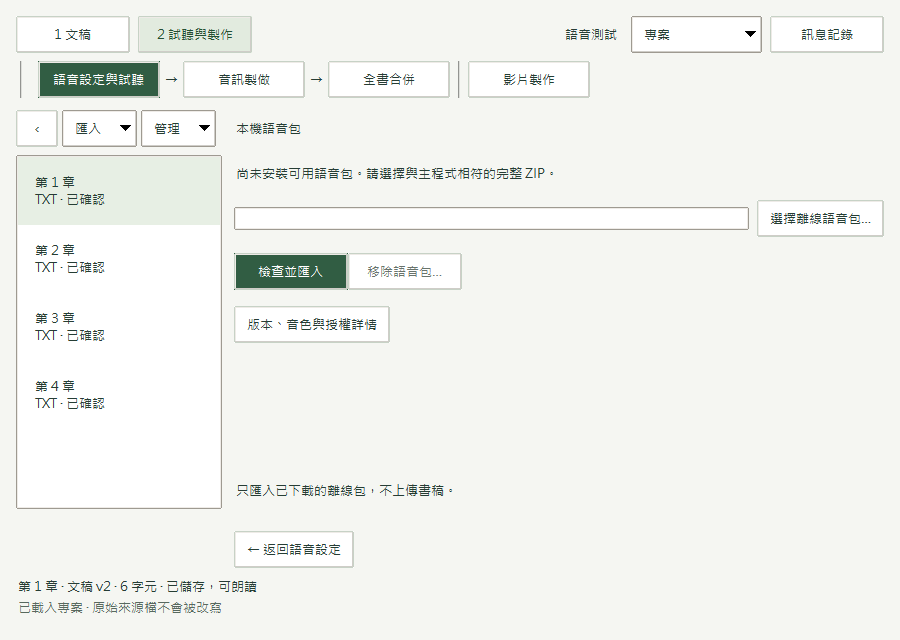 1 文稿
2 試聽與製作
語音測試
專案
訊息記錄
語音設定與試聽
→
音訊製做
→
全書合併
影片製作
‹
匯入
管理
本機語音包
第 1 章
TXT · 已確認
第 2 章
TXT · 已確認
第 3 章
TXT · 已確認
第 4 章
TXT · 已確認
尚未安裝可用語音包。請選擇與主程式相符的完整 ZIP。
選擇離線語音包...
檢查並匯入
移除語音包...
版本、音色與授權詳情
只匯入已下載的離線包，不上傳書稿。
← 返回語音設定
第 1 章 · 文稿 v2 · 6 字元 · 已儲存，可朗讀
已載入專案 · 原始來源檔不會被改寫